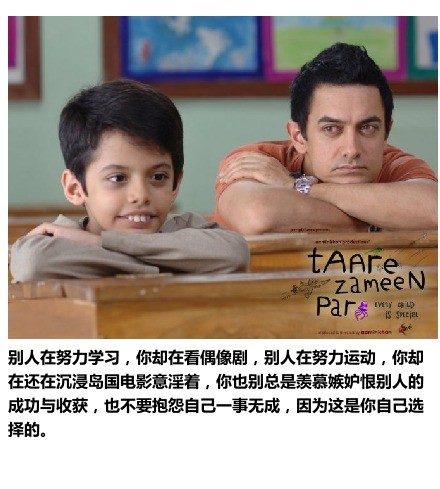 tAAre
zAmeeN
PAr
EVERY CHILD
IS SPECIAL
别人在努力学习，你却在看偶像剧，别人在努力运动，你却
在还在沉浸岛国电影意淫着，你也别总是羡慕嫉妒恨别人的
成功与收获，也不要抱怨自己一事无成，因为这是你自己选
择的。